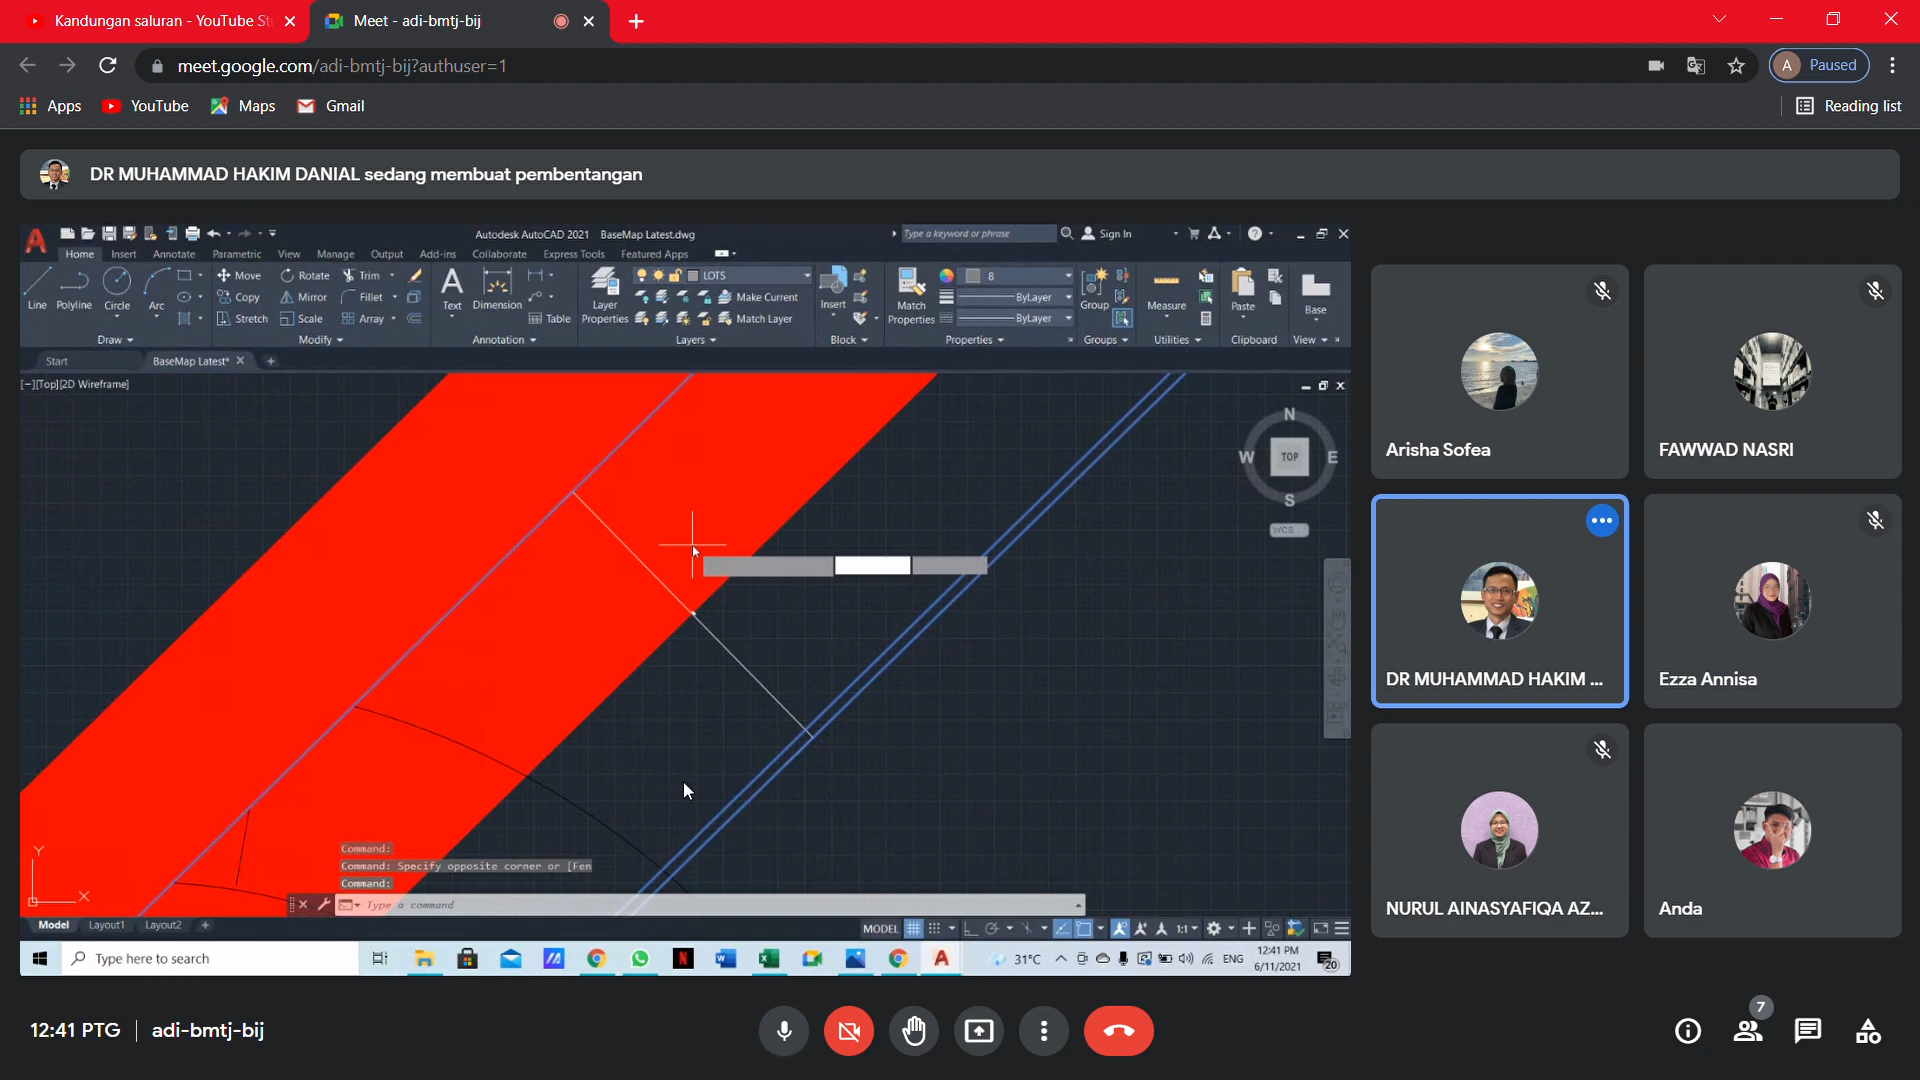 Kandungan saluran - YouTube St
Meet - adi-bmtj-bij
meet.google.com/adi-bmtj-bij?authuser=1
A Paused
Apps YouTube Maps Gmail
Reading list
DR MUHAMMAD HAKIM DANIAL sedang membuat pembentangan
Autodesk AutoCAD 2021 BaseMap Latest.dwg
Type a keyword or phrase
Sign In
Home Insert Annotate Parametric View Manage Output Add-ins Collaborate Express Tools Featured Apps
Line Polyline Circle Arc
Move Rotate Trim
Copy Mirror Fillet
Stretch Scale Array
Text Dimension
Table
Layer Properties
LOTS
Make Current
Match Layer
Insert
Match Properties
8
ByLayer
ByLayer
Group
Measure
Paste
Base
Draw Modify Annotation Layers Block Properties Groups Utilities Clipboard View
Start BaseMap Latest*
[−][Top][2D Wireframe]
N
W TOP E
S
WCS
Y
X
Command:
Command: Specify opposite corner or [Fen
Command:
Type a command
Model Layout1 Layout2
MODEL
1:1
Type here to search
31°C
ENG
12:41 PM
6/11/2021
20
Arisha Sofea
FAWWAD NASRI
DR MUHAMMAD HAKIM ...
Ezza Annisa
NURUL AINASYAFIQA AZ...
Anda
12:41 PTG adi-bmtj-bij
7